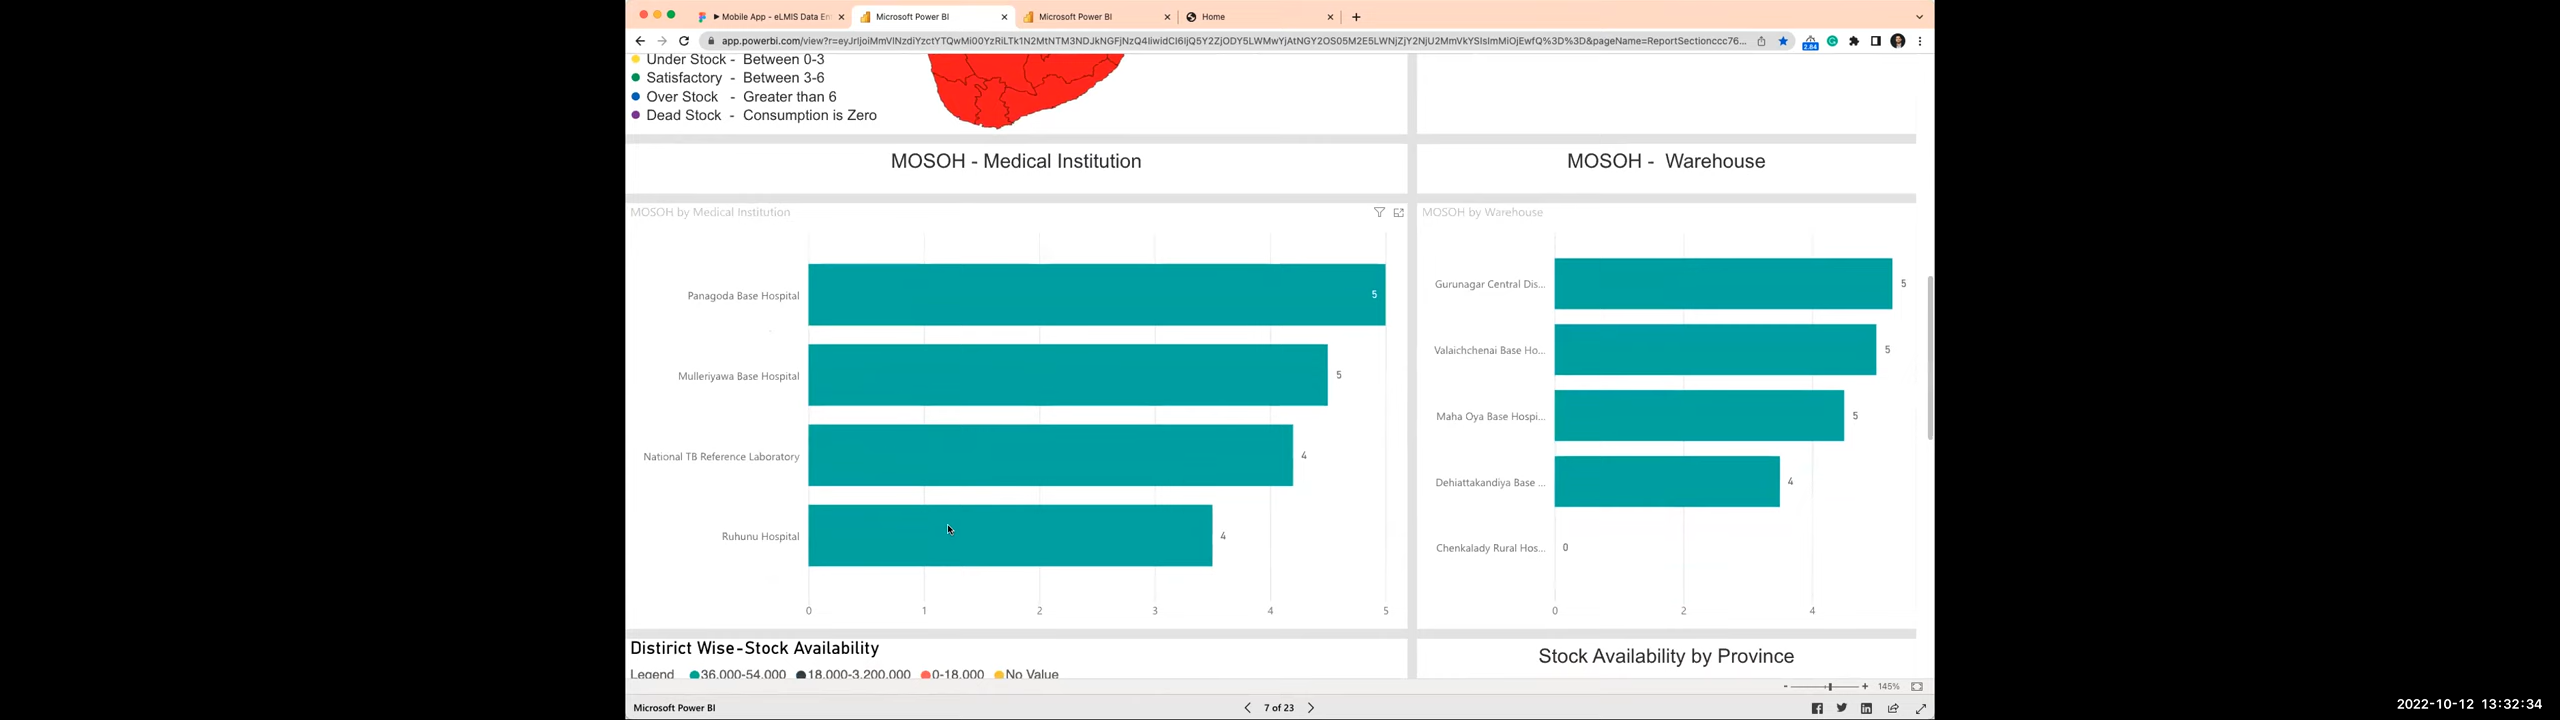 Mobile App - eLMIS Data En
Microsoft Power BI
Microsoft Power BI
Home
Under Stock - Between 0-3
Satisfactory - Between 3-6
Over Stock - Greater than 6
Dead Stock - Consumption is Zero
MOSOH - Medical Institution
MOSOH - Warehouse
MOSOH by Medical Institution
Panagoda Base Hospital
5
Mulleriyawa Base Hospital
5
National TB Reference Laboratory
4
Ruhunu Hospital
4
0 1 2 3 4 5
MOSOH by Warehouse
Gurunagar Central Dis...
5
Valaichchenai Base Ho...
5
Maha Oya Base Hospi...
5
Dehiattakandiya Base ...
4
Chenkalady Rural Hos...
0
0 2 4
Distirict Wise-Stock Availability
Legend 36,000-54,000 18,000-3,200,000 0-18,000 No Value
Stock Availability by Province
- + 145%
Microsoft Power BI
7 of 23
2022-10-12 13:32:34